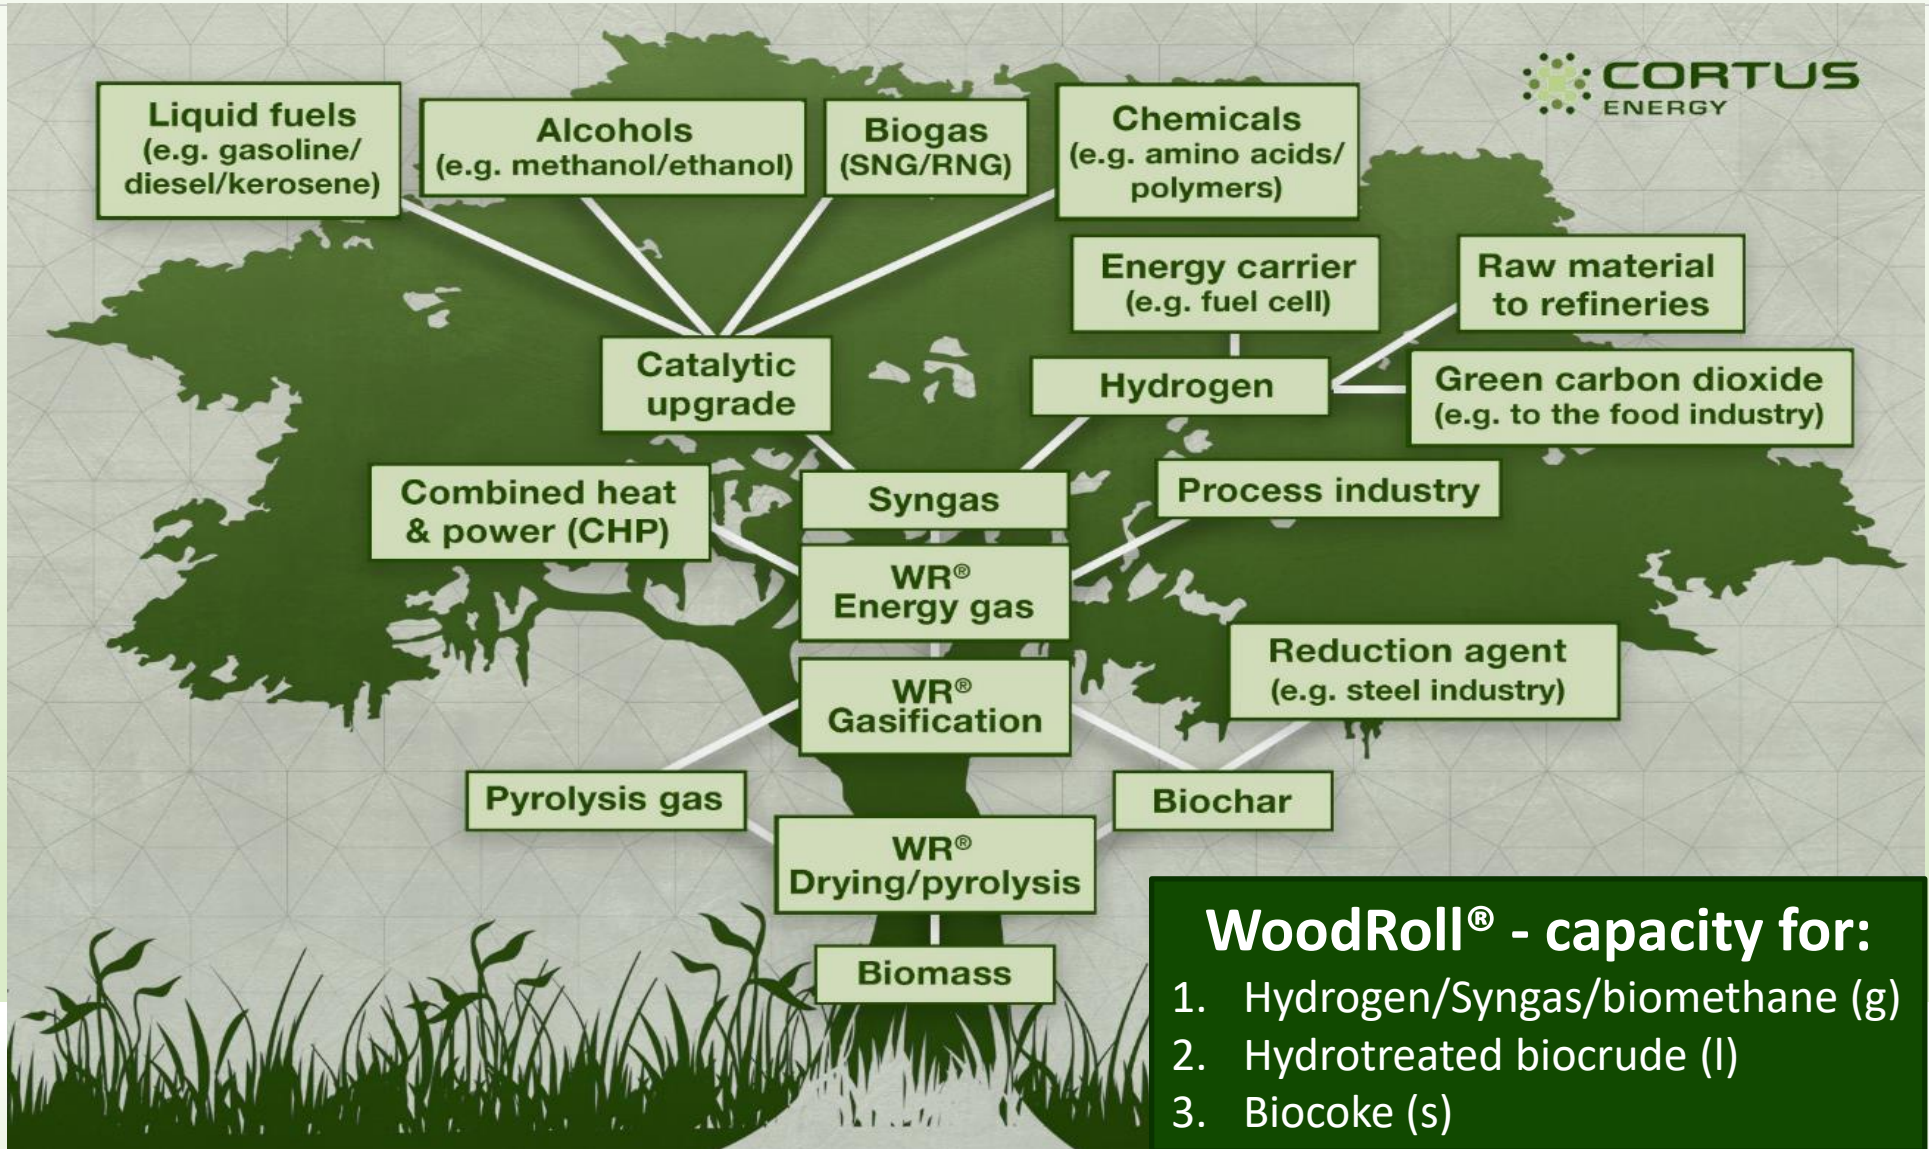 CORTUS
ENERGY
Liquid fuels
(e.g. gasoline/
diesel/kerosene)
Alcohols
(e.g. methanol/ethanol)
Biogas
(SNG/RNG)
Chemicals
(e.g. amino acids/
polymers)
Energy carrier
(e.g. fuel cell)
Raw material
to refineries
Catalytic
upgrade
Hydrogen
Green carbon dioxide
(e.g. to the food industry)
Combined heat
& power (CHP)
Syngas
Process industry
WR®
Energy gas
Reduction agent
(e.g. steel industry)
WR®
Gasification
Pyrolysis gas
Biochar
WR®
Drying/pyrolysis
Biomass
WoodRoll® - capacity for:
1. Hydrogen/Syngas/biomethane (g)
2. Hydrotreated biocrude (l)
3. Biocoke (s)